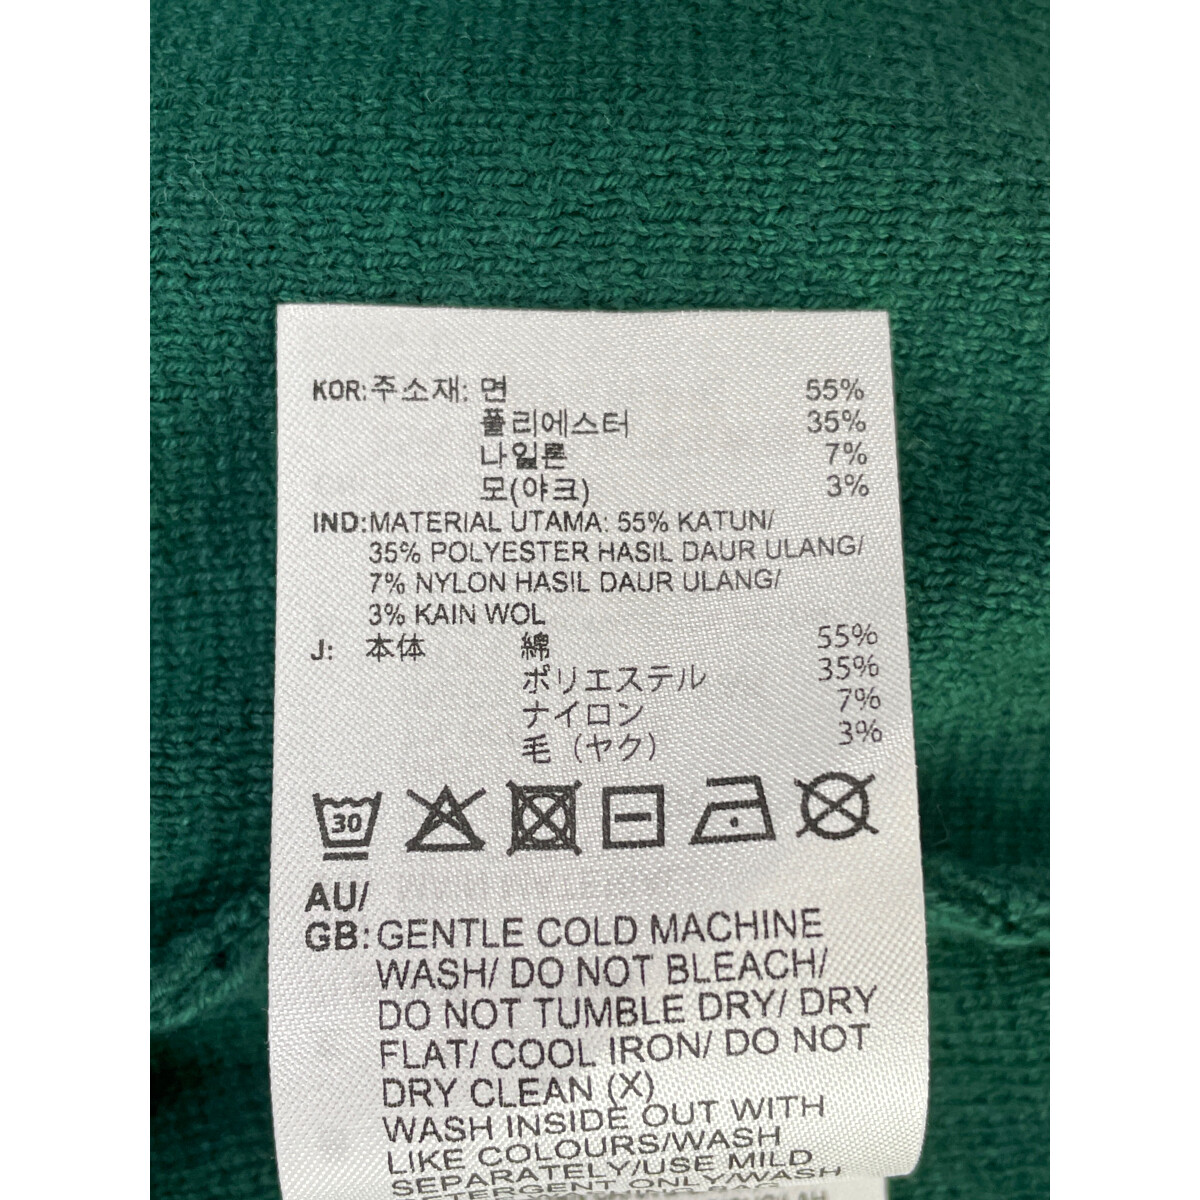 KOR:주소재: 면 55%
폴리에스터 35%
나일론 7%
모(야크) 3%
IND:MATERIAL UTAMA: 55% KATUN/
35% POLYESTER HASIL DAUR ULANG/
7% NYLON HASIL DAUR ULANG/
3% KAIN WOL
J: 本体 綿 55%
ポリエステル 35%
ナイロン 7%
毛（ヤク） 3%
30
AU/
GB:GENTLE COLD MACHINE
WASH/ DO NOT BLEACH/
DO NOT TUMBLE DRY/ DRY
FLAT/ COOL IRON/ DO NOT
DRY CLEAN (X)
WASH INSIDE OUT WITH
LIKE COLOURS/WASH
SEPARATELY/USE MILD
DETERGENT ONLY/WASH